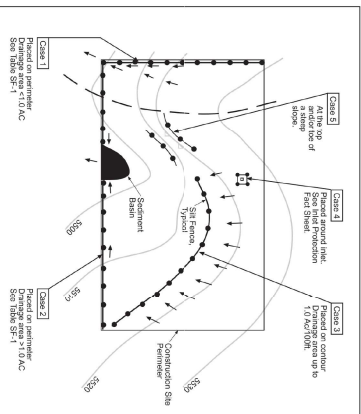 Case 1
Placed on perimeter
Drainage area <1.0 AC
See Table SF-1
Case 5
At the top
and/or toe of
a steep
slope.
Case 4
Placed around inlet
See Inlet Protection
Fact Sheet
Case 3
Placed on contour
Drainage area up to
1.0 Ac/100ft.
Silt Fence,
Typical
Sediment
Basin
Case 2
Placed on perimeter
Drainage area >1.0 AC
See Table SF-1
Construction Site
Perimeter
5500
5520
5530